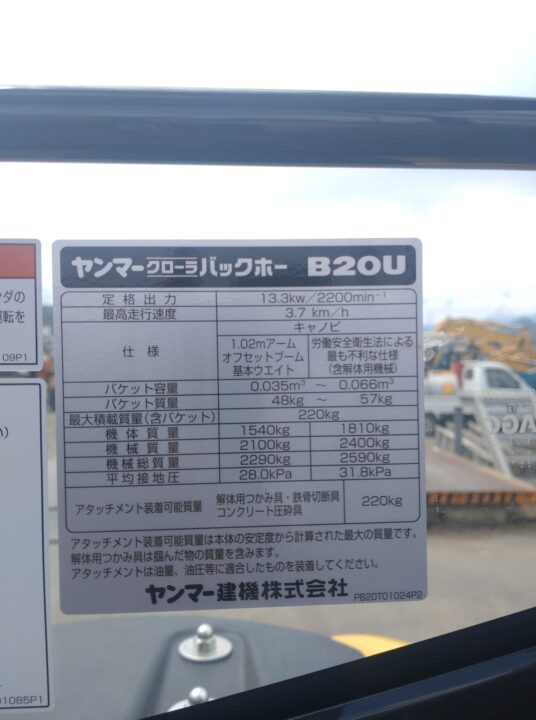 ヤンマークローラバックホー B20U
定格出力 13.3kw/2200min⁻¹
最高走行速度 3.7 km/h
仕様 キャノピ
1.02mアーム オフセットブーム 基本ウエイト
労働安全衛生法による 最も不利な仕様 (含解体用機械)
バケット容量 0.035m³ ~ 0.066m³
バケット質量 48kg ~ 57kg
最大積載質量(含バケット) 220kg
機体質量 1540kg 1810kg
機械質量 2100kg 2400kg
機械総質量 2290kg 2590kg
平均接地圧 28.0kPa 31.8kPa
アタッチメント装着可能質量 解体用つかみ具・鉄骨切断具 コンクリート圧砕具 220kg
アタッチメント装着可能質量は本体の安定度から計算された最大の質量です。
解体用つかみ具は掴んだ物の質量を含みます。
アタッチメントは油量、油圧等に適合したものを装着してください。
ヤンマー建機株式会社
PB20T01024P2
ンダの
運転を
09P1
い)
01085P1
AGC